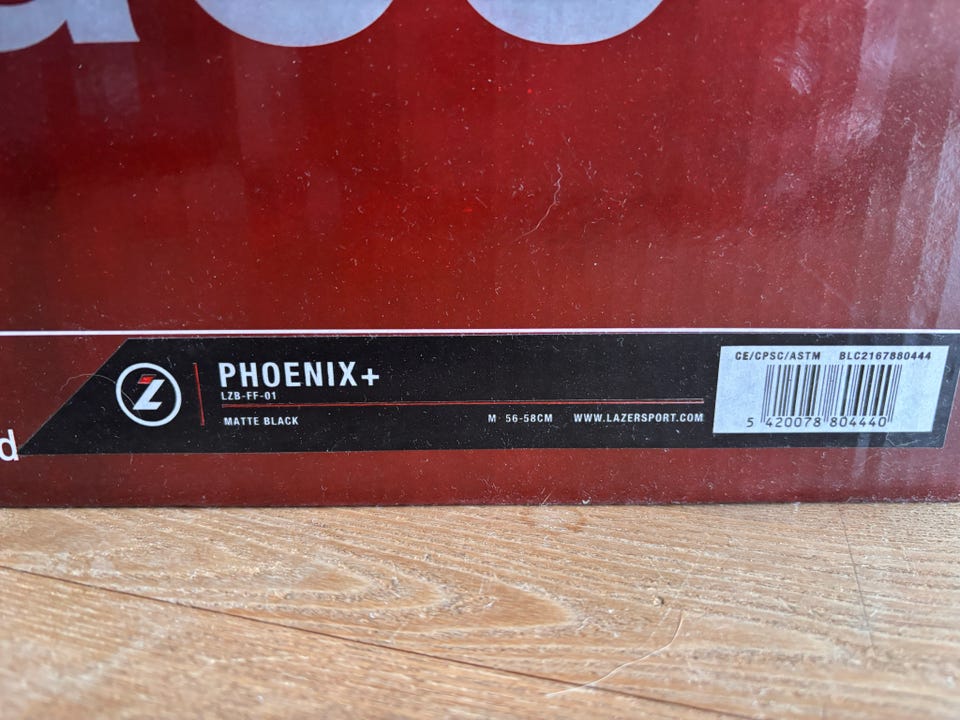 d
PHOENIX+
LZB-FF-01
MATTE BLACK
M 56-58CM
WWW.LAZERSPORT.COM
CE/CPSC/ASTM BLC2167880444
5 420078 804440